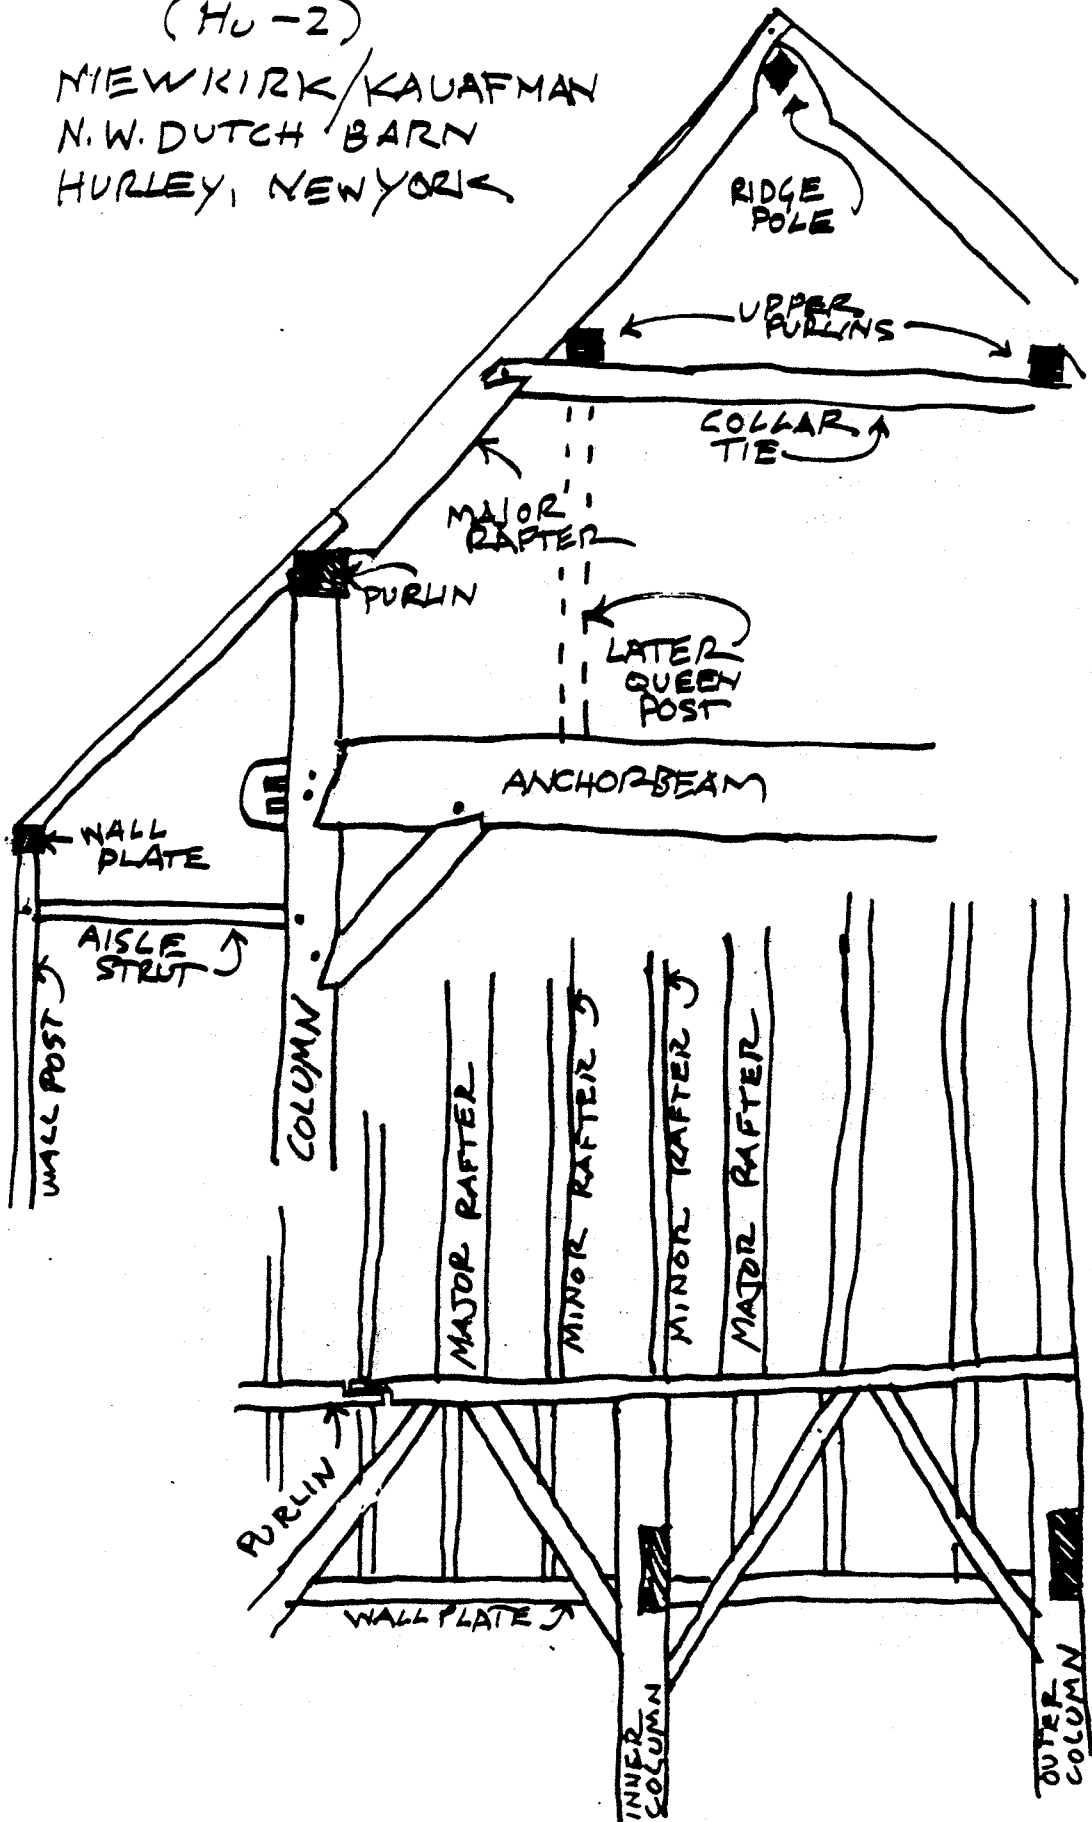 (HU-2)
NIEWKIRK/KAUAFMAN
N.W. DUTCH BARN
HURLEY, NEW YORK
RIDGE
POLE
UPPER
PURLINS
COLLAR
TIE
MAJOR
RAFTER
PURLIN
LATER
QUEEN
POST
ANCHORBEAM
WALL
PLATE
AISLE
STRUT
WALL POST
COLUMN
MAJOR RAFTER
MINOR RAFTER
MINOR RAFTER
MAJOR RAFTER
PURLIN
WALL PLATE
INNER
COLUMN
OUTER
COLUMN